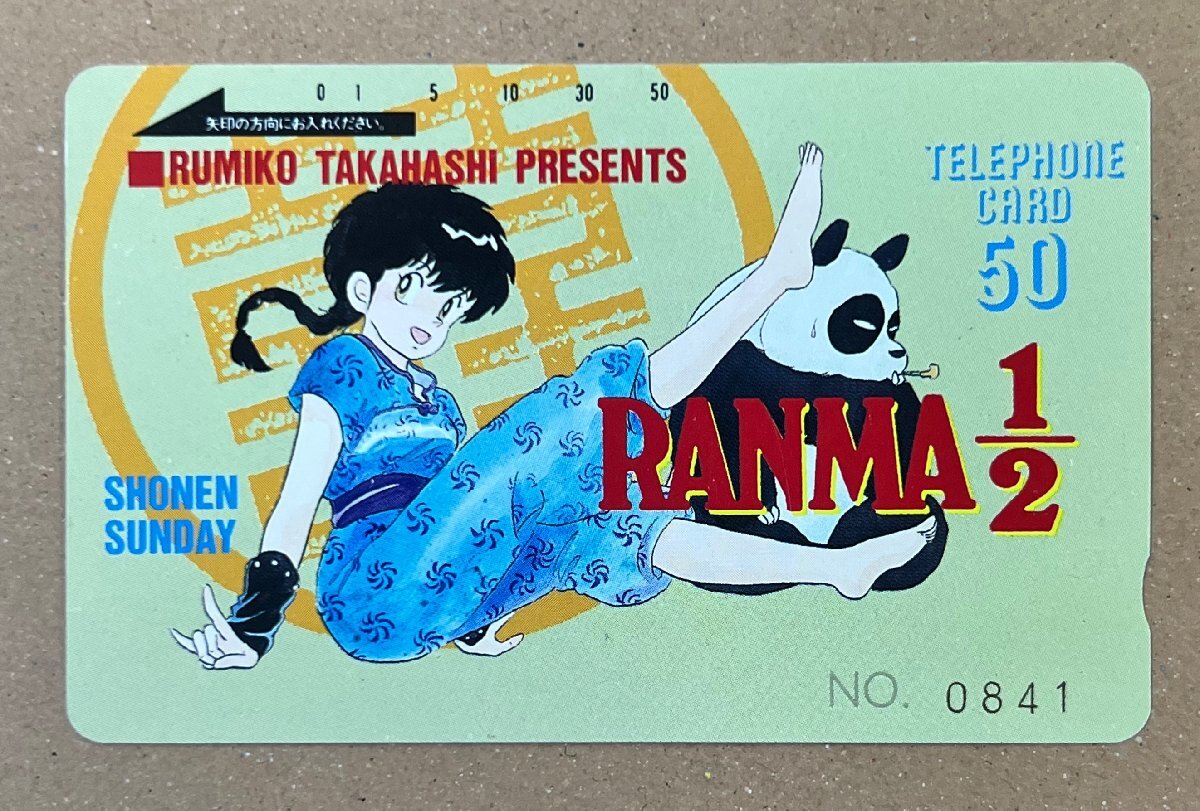 0 1 5 10 30 50
矢印の方向にお入れください。
RUMIKO TAKAHASHI PRESENTS
TELEPHONE
CARD
50
RANMA 1/2
SHONEN
SUNDAY
NO. 0841